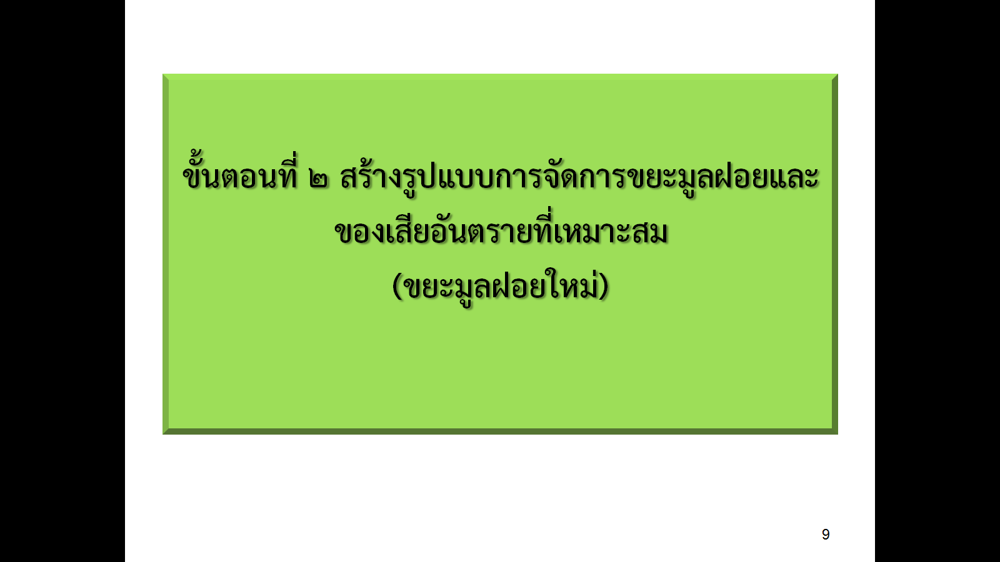 ขั้นตอนที่ ๒ สร้างรูปแบบการจัดการขยะมูลฝอยและ
ของเสียอันตรายที่เหมาะสม
(ขยะมูลฝอยใหม่)
9